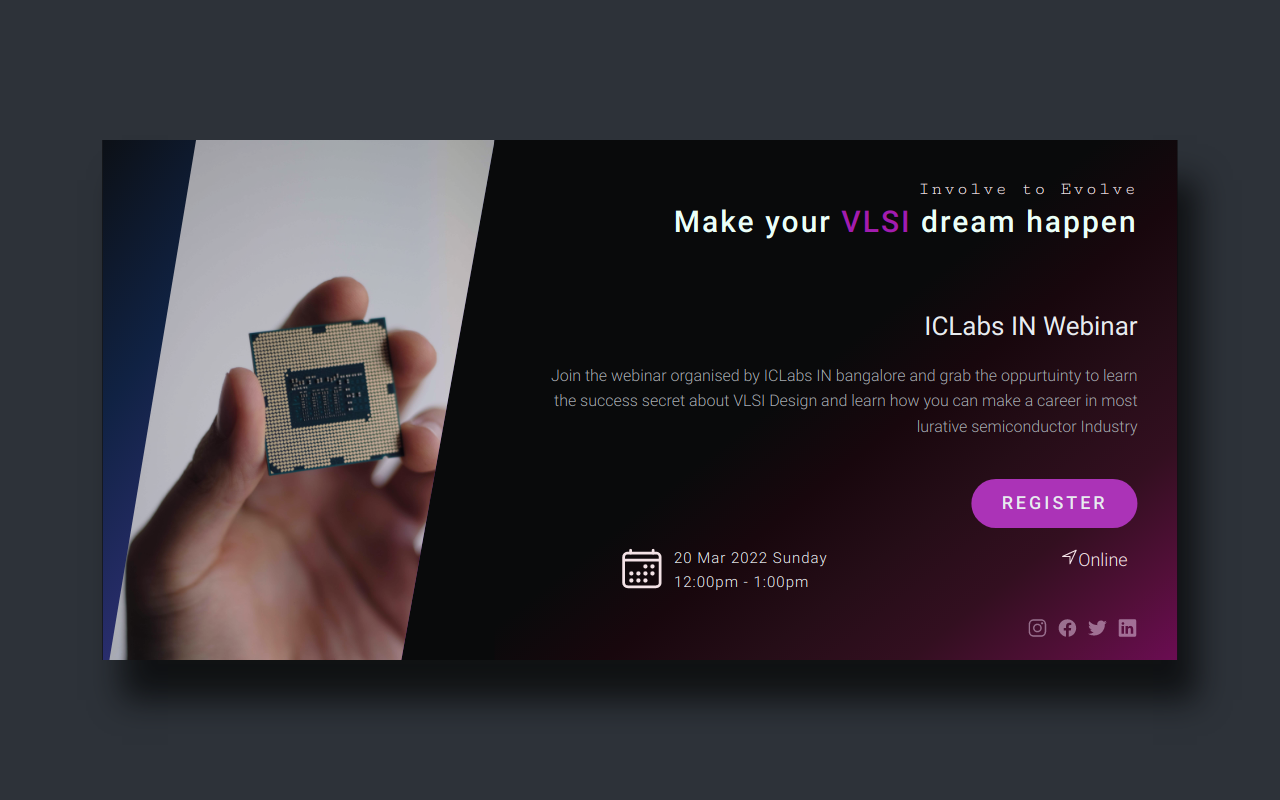 Involve to Evolve
Make your VLSI dream happen
ICLabs IN Webinar
Join the webinar organised by ICLabs IN bangalore and grab the oppurtuinty to learn
the success secret about VLSI Design and learn how you can make a career in most
lurative semiconductor Industry
REGISTER
20 Mar 2022 Sunday
12:00pm - 1:00pm
Online